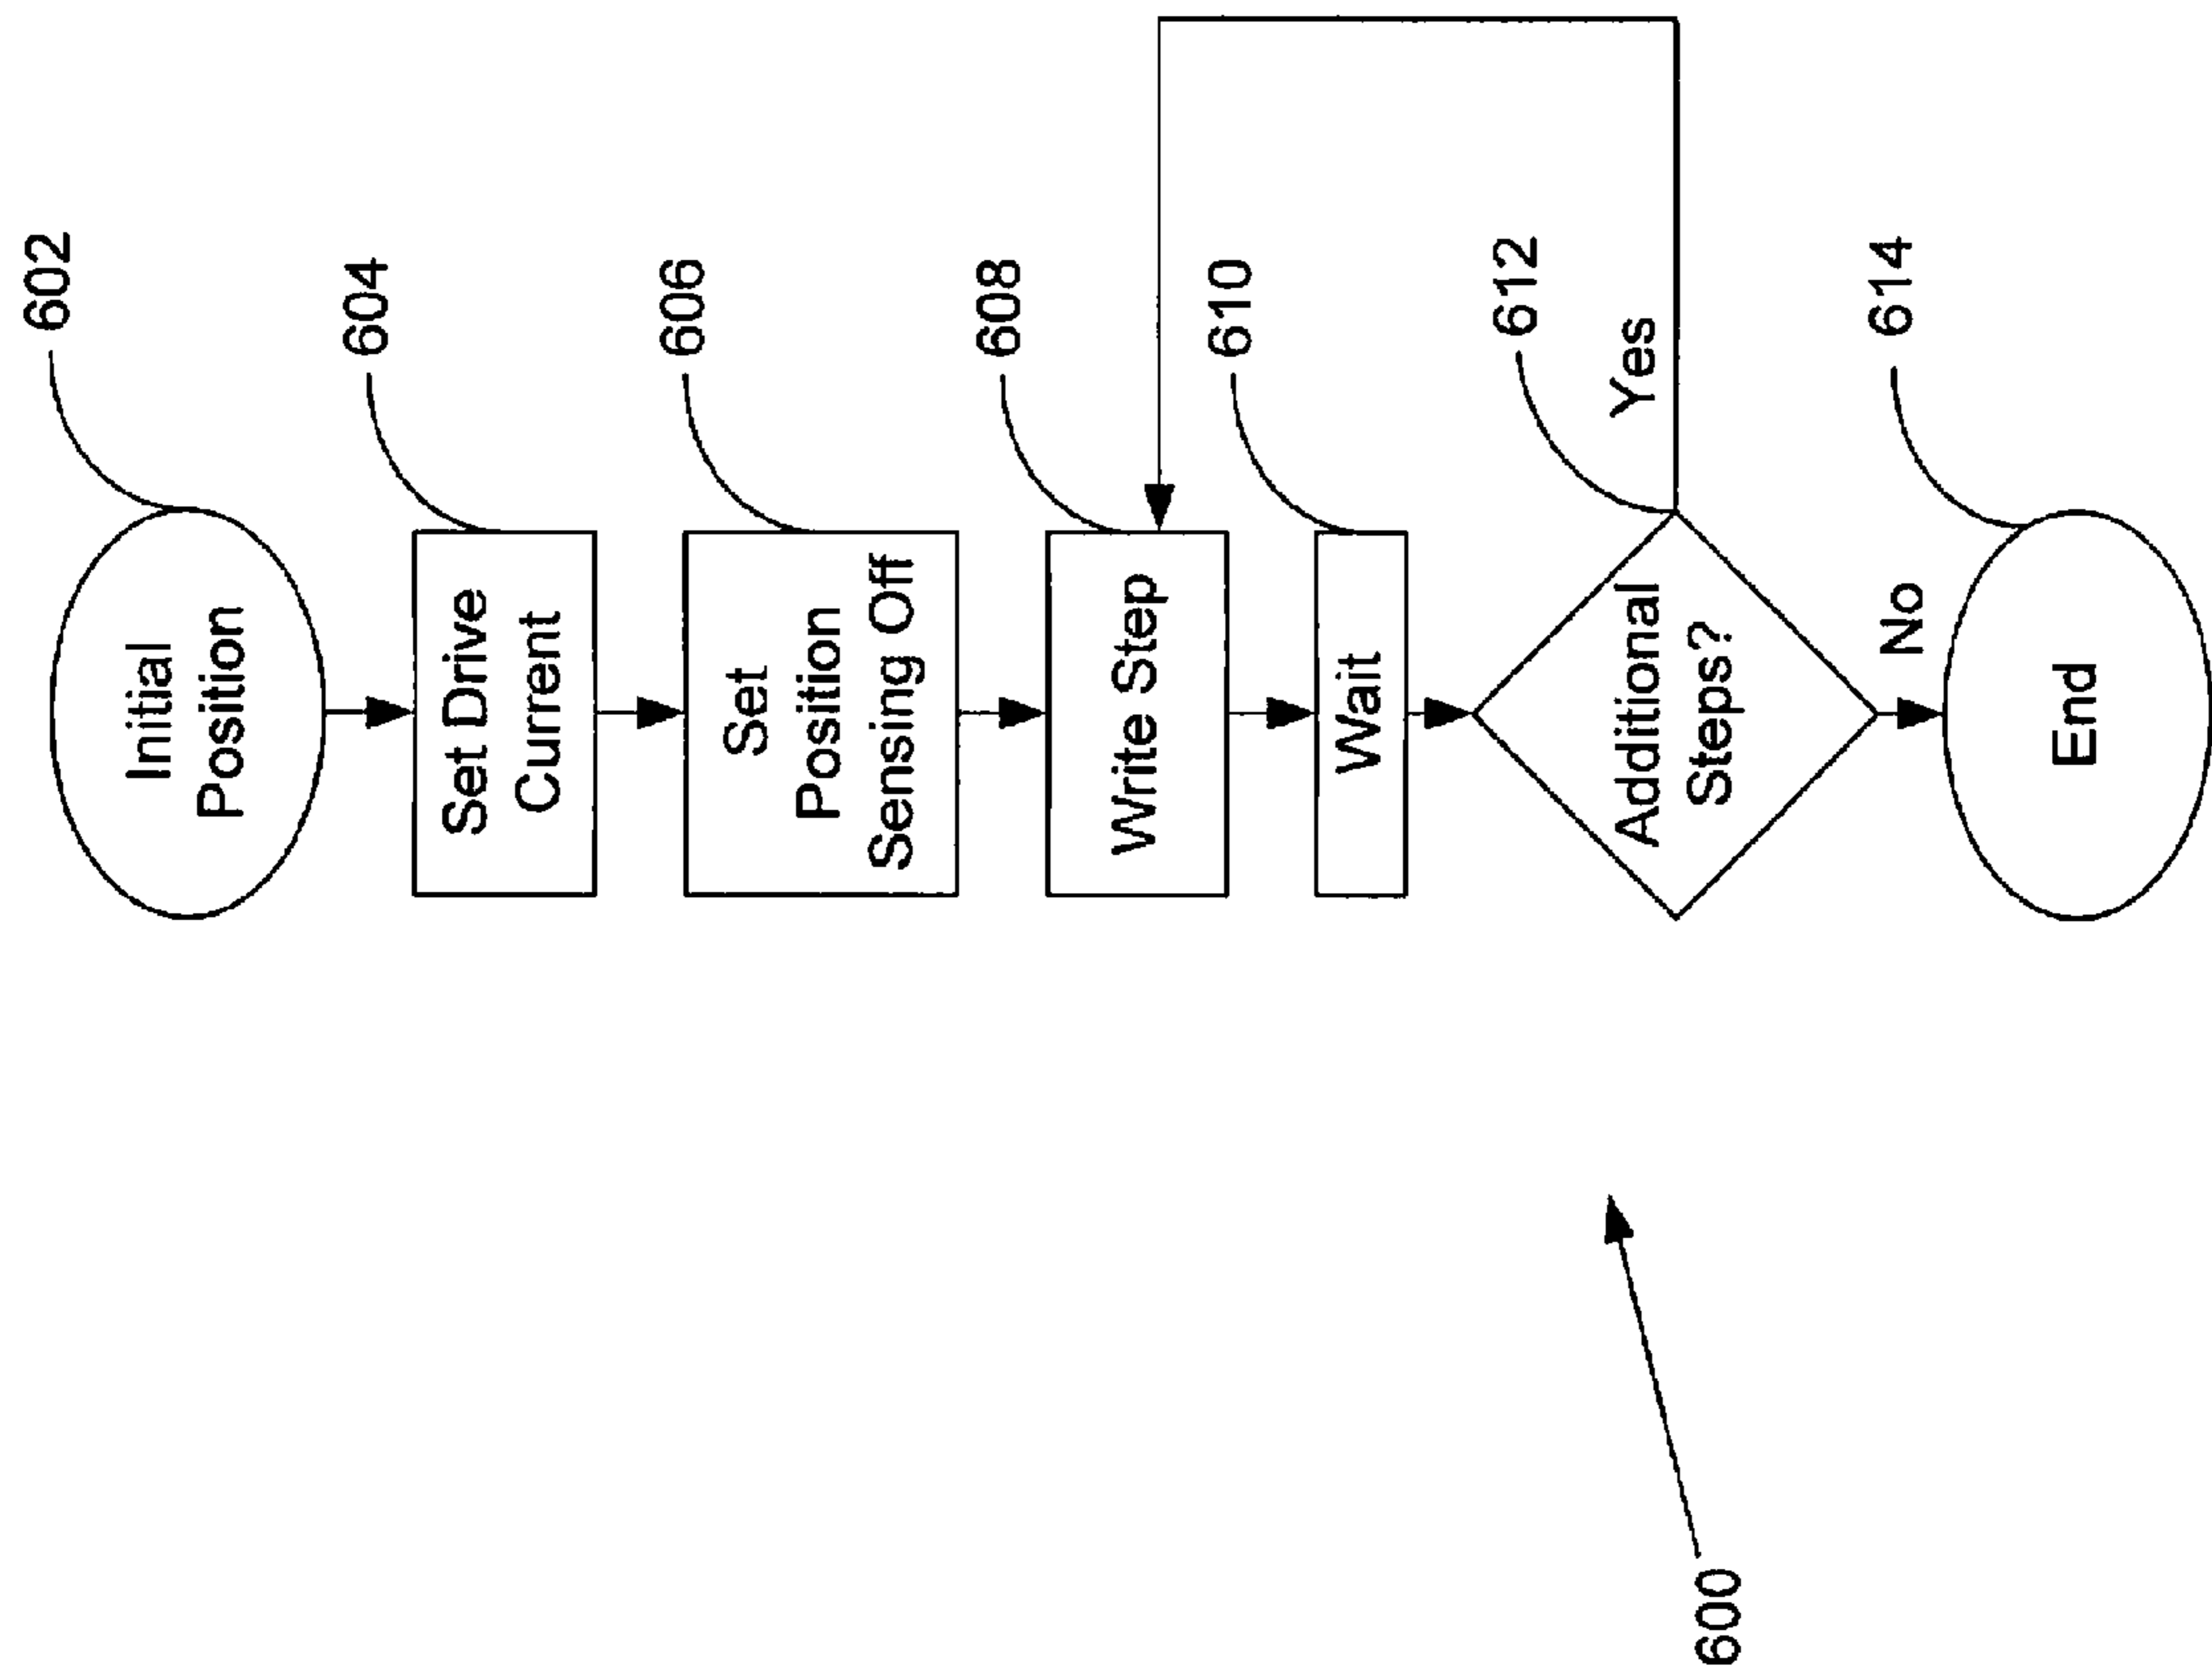 602
Initial
Position
604
Set Drive
Current
606
Set
Position
Sensing Off
608
Write Step
610
Wait
612
Additional
Steps?
Yes
No
614
End
600